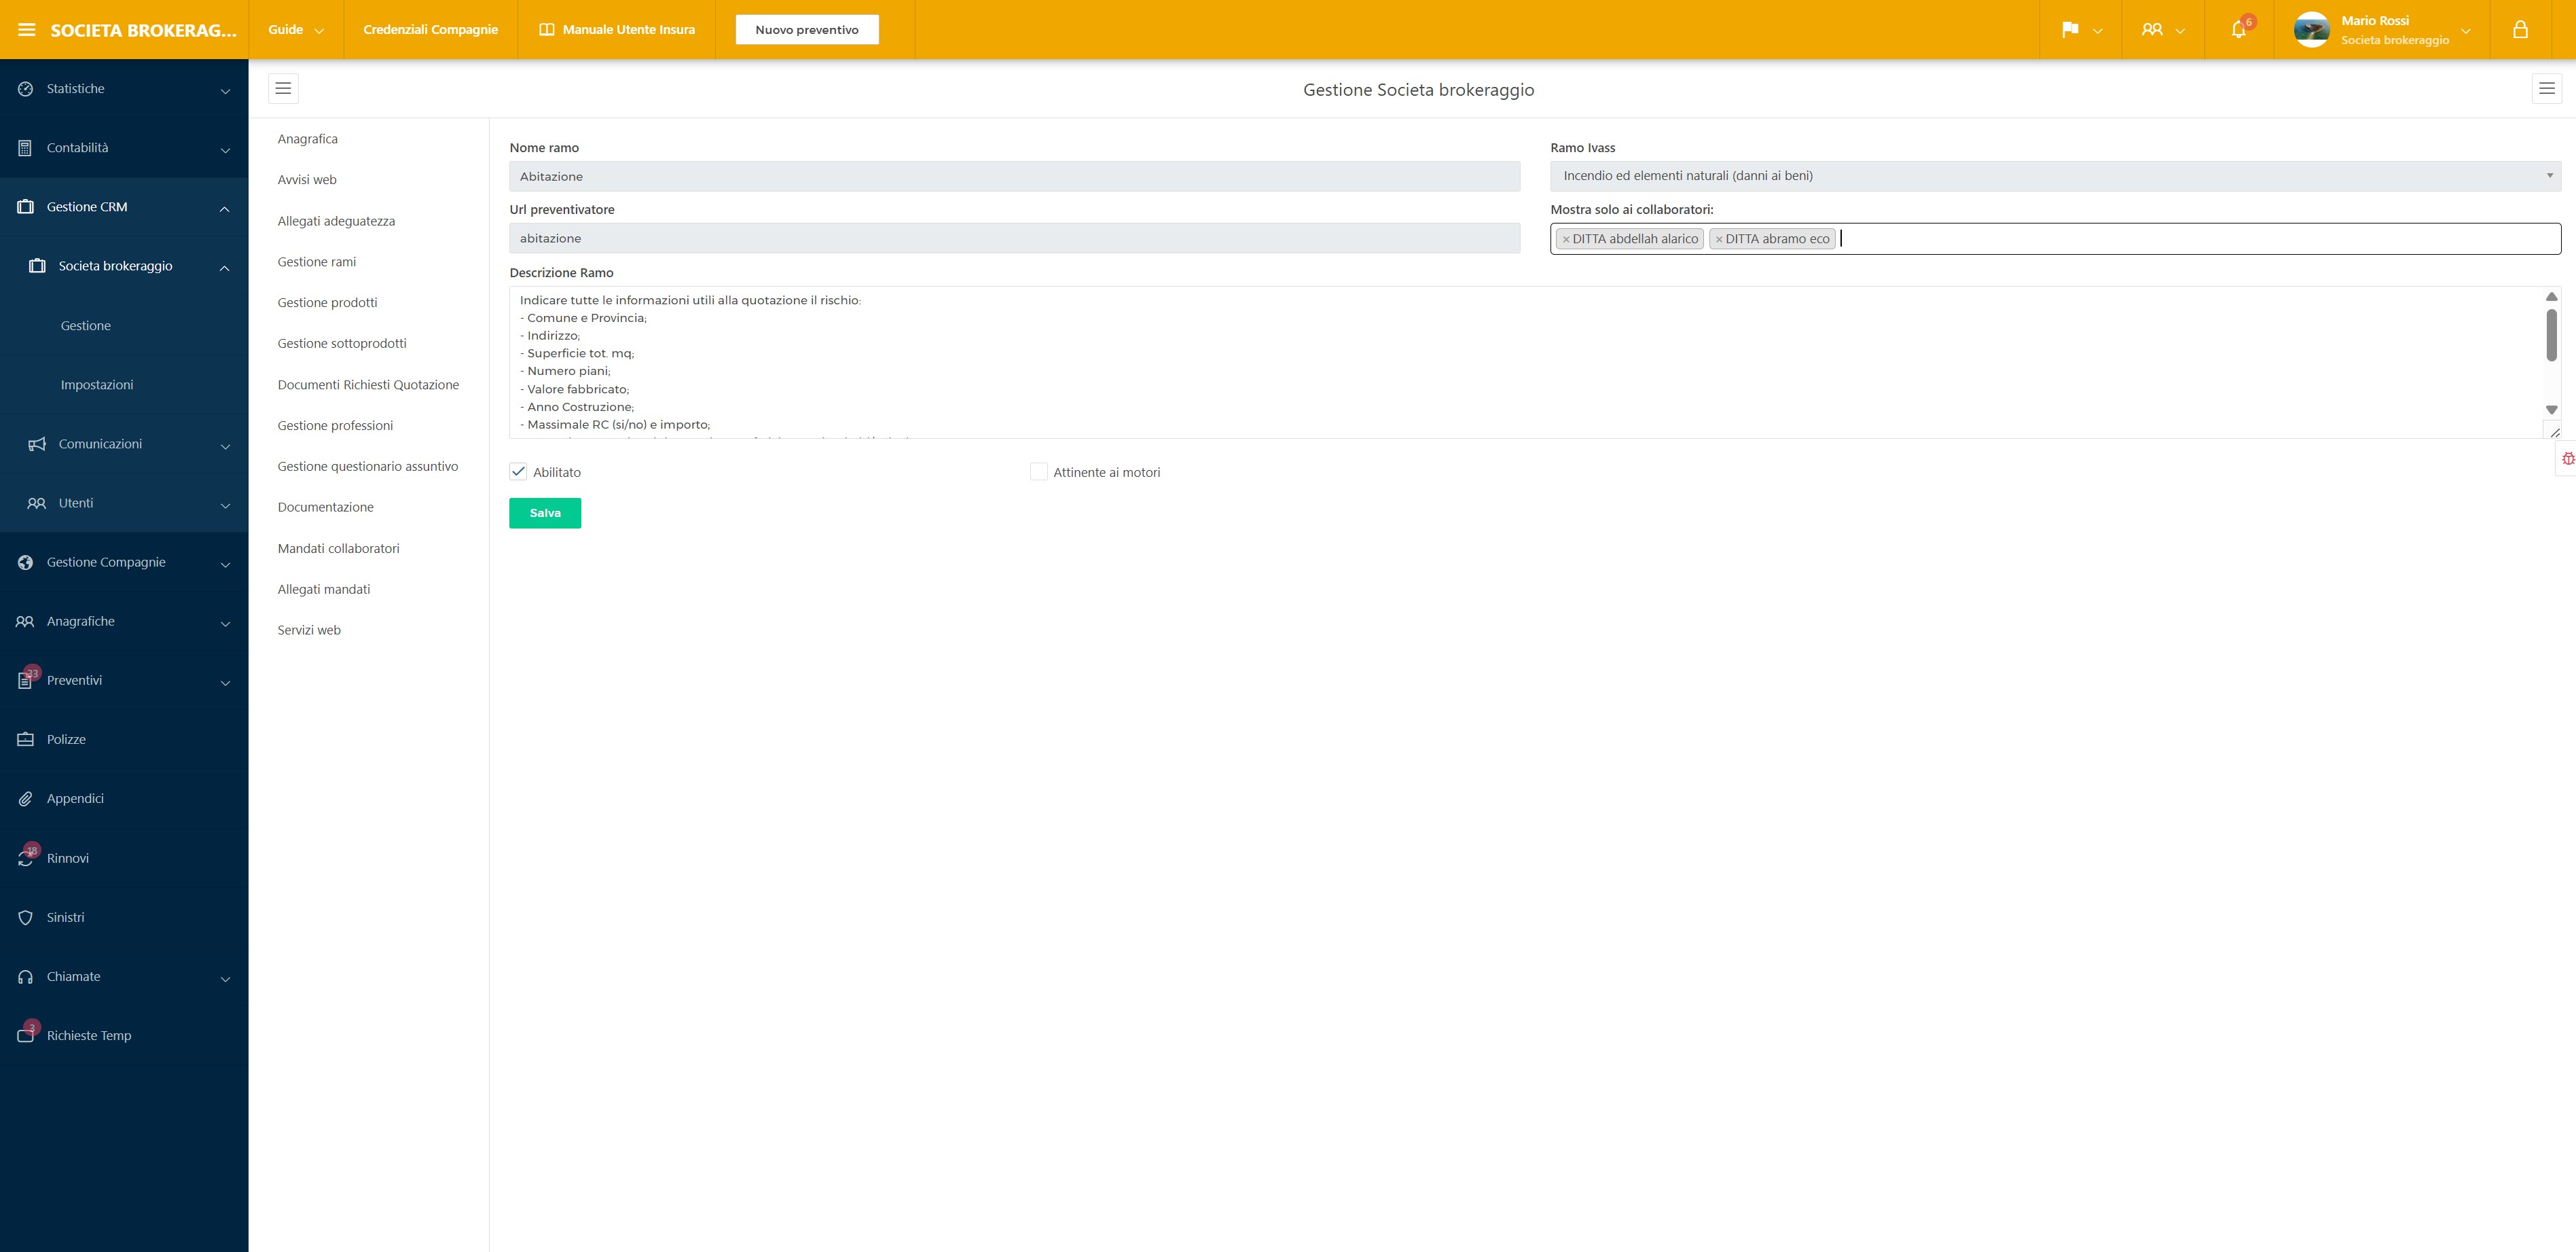 SOCIETA BROKERAG...
Guide
Credenziali Compagnie
Manuale Utente Insura
Nuovo preventivo
6
Mario Rossi
Societa brokeraggio
Statistiche
Contabilità
Gestione CRM
Societa brokeraggio
Gestione
Impostazioni
Comunicazioni
Utenti
Gestione Compagnie
Anagrafiche
33
Preventivi
Polizze
Appendici
18
Rinnovi
Sinistri
Chiamate
3
Richieste Temp
Gestione Societa brokeraggio
Anagrafica
Avvisi web
Allegati adeguatezza
Gestione rami
Gestione prodotti
Gestione sottoprodotti
Documenti Richiesti Quotazione
Gestione professioni
Gestione questionario assuntivo
Documentazione
Mandati collaboratori
Allegati mandati
Servizi web
Nome ramo
Abitazione
Ramo Ivass
Incendio ed elementi naturali (danni ai beni)
Url preventivatore
abitazione
Mostra solo ai collaboratori:
× DITTA abdellah alarico × DITTA abramo eco
Descrizione Ramo
Indicare tutte le informazioni utili alla quotazione il rischio:
- Comune e Provincia;
- Indirizzo;
- Superficie tot. mq;
- Numero piani;
- Valore fabbricato;
- Anno Costruzione;
- Massimale RC (si/no) e importo;
Abilitato
Attinente ai motori
Salva